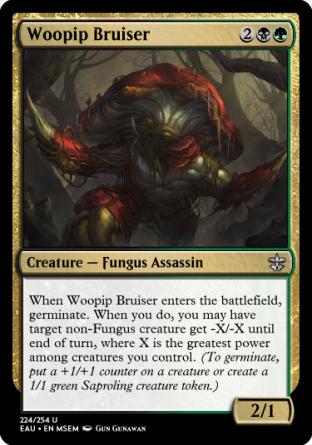 Woopip Bruiser 2
Creature — Fungus Assassin
When Woopip Bruiser enters the battlefield,
germinate. When you do, you may have
target non-Fungus creature get -X/-X until
end of turn, where X is the greatest power
among creatures you control. (To germinate,
put a +1/+1 counter on a creature or create a
1/1 green Saproling creature token.)
224/254 U
EAU • EN MSEM Gun Gunawan
2/1